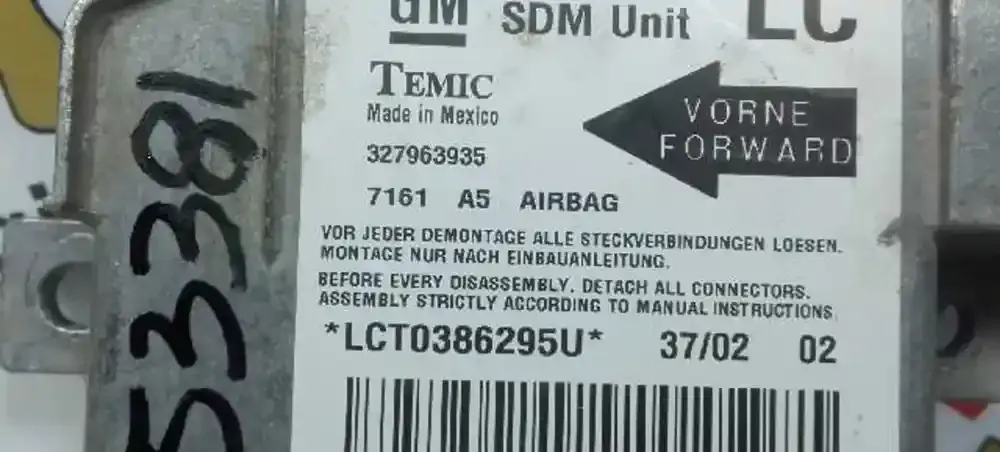 GM SDM Unit LC
TEMIC
Made in Mexico
VORNE
FORWARD
327963935
7161 A5 AIRBAG
VOR JEDER DEMONTAGE ALLE STECKVERBINDUNGEN LOESEN.
MONTAGE NUR NACH EINBAUANLEITUNG.
BEFORE EVERY DISASSEMBLY. DETACH ALL CONNECTORS.
ASSEMBLY STRICTLY ACCORDING TO MANUAL INSTRUCTIONS.
*LCT0386295U* 37/02 02
53381